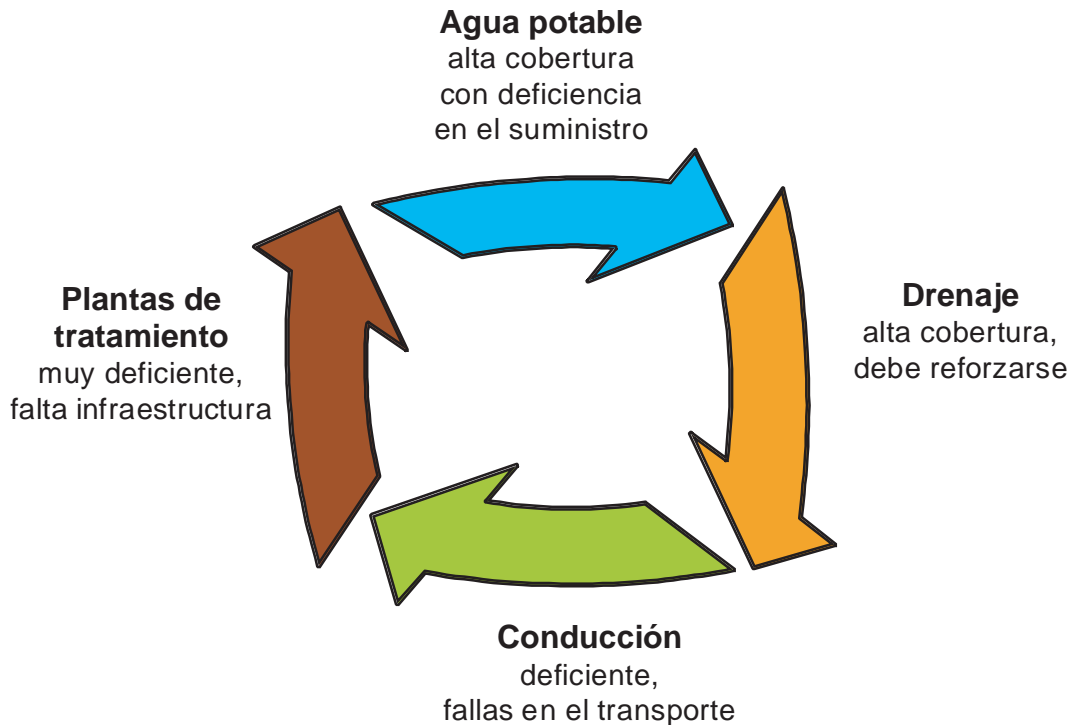 Agua potable
alta cobertura
con deficiencia
en el suministro
Drenaje
alta cobertura,
debe reforzarse
Conducción
deficiente,
fallas en el transporte
Plantas de
tratamiento
muy deficiente,
falta infraestructura